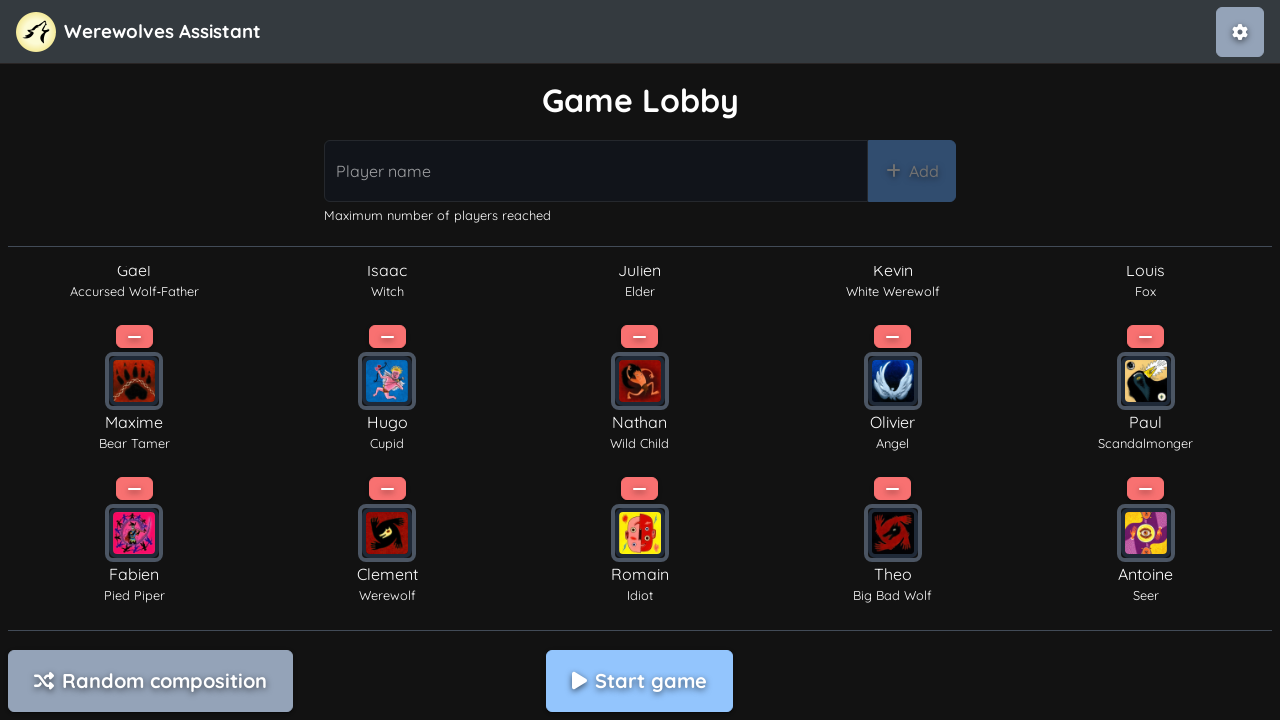 Werewolves Assistant
Game Lobby
Player name
Add
Maximum number of players reached
Gael Isaac Julien Kevin Louis
Accursed Wolf-Father Witch Elder White Werewolf Fox
Maxime Hugo Nathan Olivier Paul
Bear Tamer Cupid Wild Child Angel Scandalmonger
Fabien Clement Romain Theo Antoine
Pied Piper Werewolf Idiot Big Bad Wolf Seer
Random composition
Start game